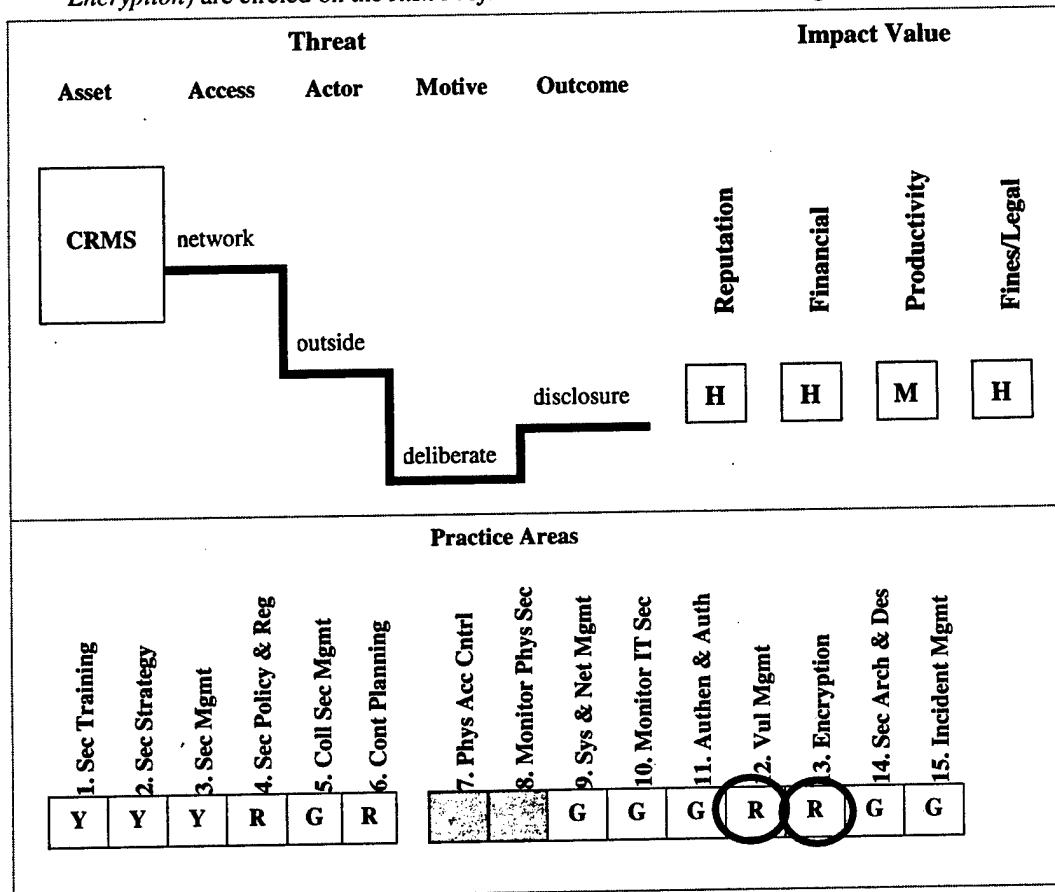 Encryption) are circled on the
Threat
Impact Value
Asset Access Actor Motive Outcome
Reputation
Financial
Productivity
Fines/Legal
CRMS
network
outside
disclosure
deliberate
H H M H
Practice Areas
1. Sec Training
2. Sec Strategy
3. Sec Mgmt
4. Sec Policy & Reg
5. Coll Sec Mgmt
6. Cont Planning
7. Phys Acc Cntrl
8. Monitor Phys Sec
9. Sys & Net Mgmt
10. Monitor IT Sec
11. Authen & Auth
12. Vul Mgmt
13. Encryption
14. Sec Arch & Des
15. Incident Mgmt
Y Y Y R G R G G G R R G G